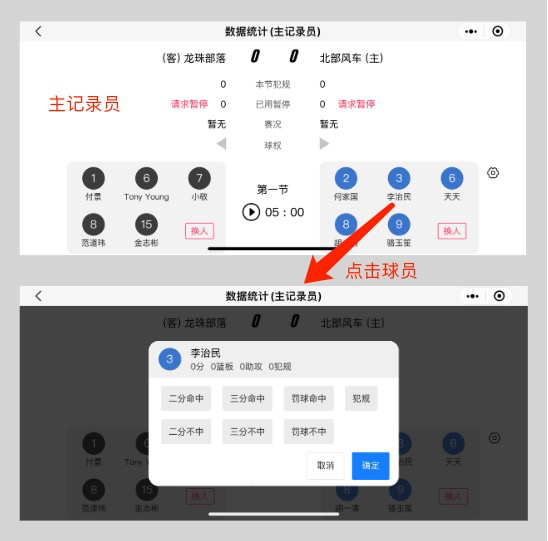 数据统计(主记录员)
(客) 龙珠部落 0 0 北部风车 (主)
0 本节犯规 0
主记录员
请求暂停 0 已用暂停 0 请求暂停
暂无 赛况 暂无
球权
1 6 7
付景 Tony Young 小敬
第一节
2 3 6
何家国 李治民 天天
8 15
范道玮 金志彬 换人
05 : 00
8 9
骆玉笙 换人
点击球员
数据统计(主记录员)
(客) 龙珠部落 0 0 北部风车 (主)
3 李治民
0分 0篮板 0助攻 0犯规
二分命中 三分命中 罚球命中 犯规
二分不中 三分不中 罚球不中
取消 确定
1 6
付景 Tony
3 6
民 天天
8 15
范道玮 金志彬 换人
8 9
胡一清 骆玉笙 换人